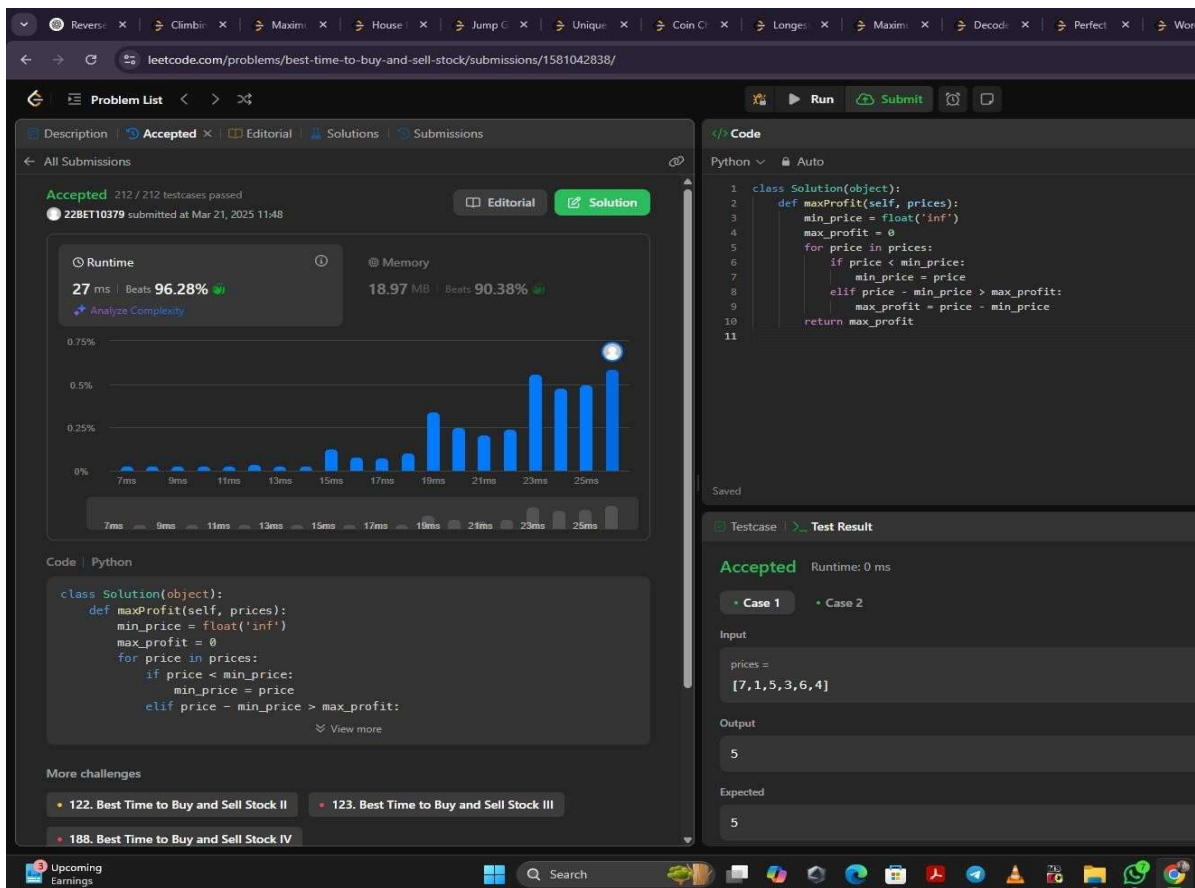 Reverse
Climbin
Maximu
House
Jump G
Unique
Coin Ch
Longes
Maximu
Decode
Perfect
Wor
leetcode.com/problems/best-time-to-buy-and-sell-stock/submissions/1581042838/
Problem List
Run
Submit
Description
Accepted
Editorial
Solutions
Submissions
All Submissions
Accepted 212 / 212 testcases passed
22BET10379 submitted at Mar 21, 2025 11:48
Editorial
Solution
Runtime
27 ms | Beats 96.28%
Analyze Complexity
Memory
18.97 MB | Beats 90.38%
0.75%
0.5%
0.25%
0%
7ms 9ms 11ms 13ms 15ms 17ms 19ms 21ms 23ms 25ms
7ms 9ms 11ms 13ms 15ms 17ms 19ms 21ms 23ms 25ms
Code | Python
class Solution(object):
def maxProfit(self, prices):
min_price = float('inf')
max_profit = 0
for price in prices:
if price < min_price:
min_price = price
elif price - min_price > max_profit:
View more
More challenges
122. Best Time to Buy and Sell Stock II
123. Best Time to Buy and Sell Stock III
188. Best Time to Buy and Sell Stock IV
</> Code
Python
Auto
1 class Solution(object):
2 def maxProfit(self, prices):
3 min_price = float('inf')
4 max_profit = 0
5 for price in prices:
6 if price < min_price:
7 min_price = price
8 elif price - min_price > max_profit:
9 max_profit = price - min_price
10 return max_profit
11
Saved
Testcase
>_ Test Result
Accepted Runtime: 0 ms
Case 1
Case 2
Input
prices =
[7,1,5,3,6,4]
Output
5
Expected
5
3
Upcoming
Earnings
Search
7